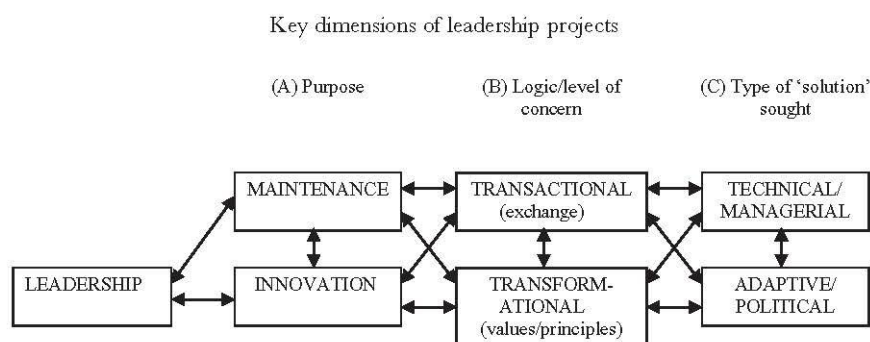 Key dimensions of leadership projects
(A) Purpose
(B) Logic/level of
concern
(C) Type of ‘solution’
sought
MAINTENANCE
TRANSACTIONAL
(exchange)
TECHNICAL/
MANAGERIAL
LEADERSHIP
INNOVATION
TRANSFORM-
ATIONAL
(values/principles)
ADAPTIVE/
POLITICAL